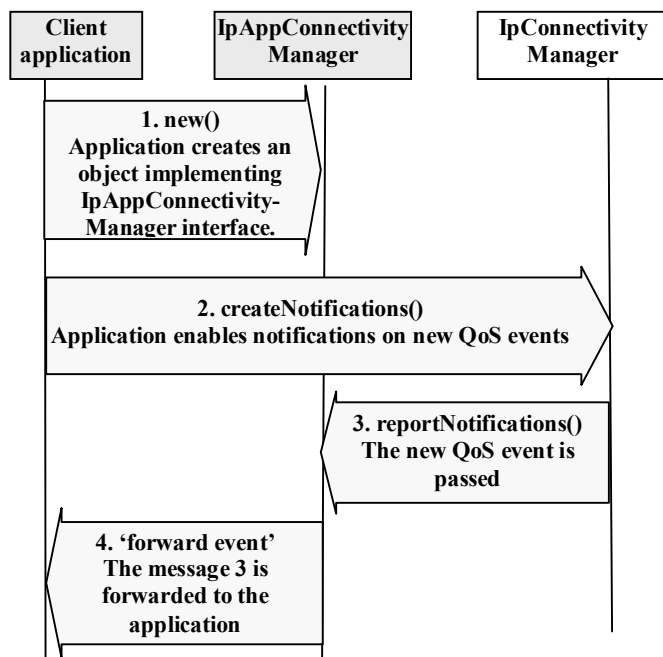 Client
application
IpAppConnectivity
Manager
IpConnectivity
Manager
1. new()
Application creates an
object implementing
IpAppConnectivity-
Manager interface.
2. createNotifications()
Application enables notifications on new QoS events
3. reportNotifications()
The new QoS event is
passed
4. ‘forward event’
The message 3 is
forwarded to the
application